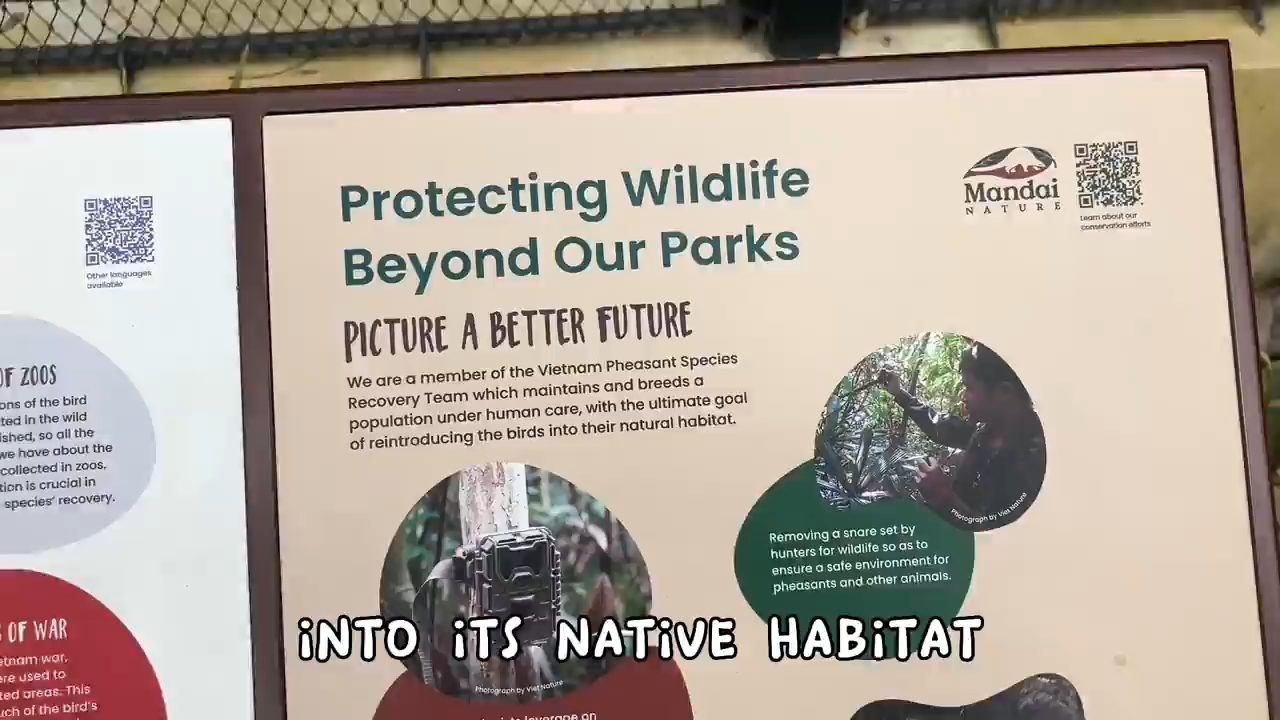 Other languages
available
OF ZOOS
ons of the bird
ted in the wild
ished, so all the
we have about the
collected in zoos.
tion is crucial in
species' recovery.
OF WAR
etnam war,
ere used to
ted areas. This
uch of the bird's
Protecting Wildlife
Beyond Our Parks
Mandai
NATURE
Learn about our
conservation efforts
PICTURE A BETTER FUTURE
We are a member of the Vietnam Pheasant Species
Recovery Team which maintains and breeds a
population under human care, with the ultimate goal
of reintroducing the birds into their natural habitat.
Photograph by Viet Nature
Removing a snare set by
hunters for wildlife so as to
ensure a safe environment for
pheasants and other animals.
Photograph by Viet Nature
leverage on
INTO ITS NATIVE HABITAT